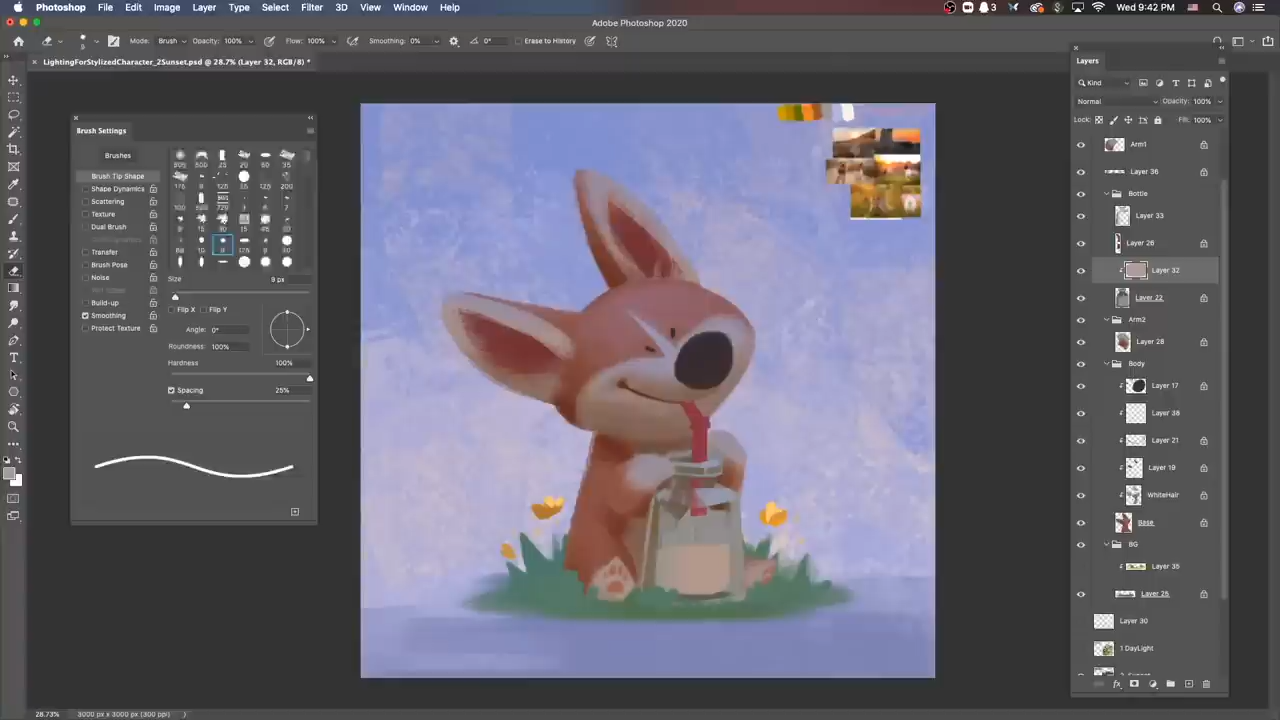 Photoshop File Edit Image Layer Type Select Filter 3D View Window Help
3 Wed 9:42 PM
Adobe Photoshop 2020
Mode: Brush Opacity: 100% Flow: 100% Smoothing: 0% 0° Erase to History
LightingForStylizedCharacter_2Sunset.psd @ 28.7% (Layer 32, RGB/8) *
Brush Settings
Brushes
Brush Tip Shape
Shape Dynamics
Scattering
Texture
Dual Brush
Transfer
Brush Pose
Noise
Build-up
Smoothing
Protect Texture
Size 9 px
Flip X Flip Y
Angle: 0°
Roundness: 100%
Hardness 100%
Spacing 25%
Layers
Kind
Normal Opacity: 100%
Lock: Fill: 100%
Arm1
Layer 36
Bottle
Layer 33
Layer 26
Layer 32
Layer 22
Arm2
Layer 28
Body
Layer 17
Layer 38
Layer 21
Layer 19
WhiteHair
Base
BG
Layer 35
Layer 25
Layer 30
1 DayLight
28.73% 3000 px x 3000 px (300 ppi)